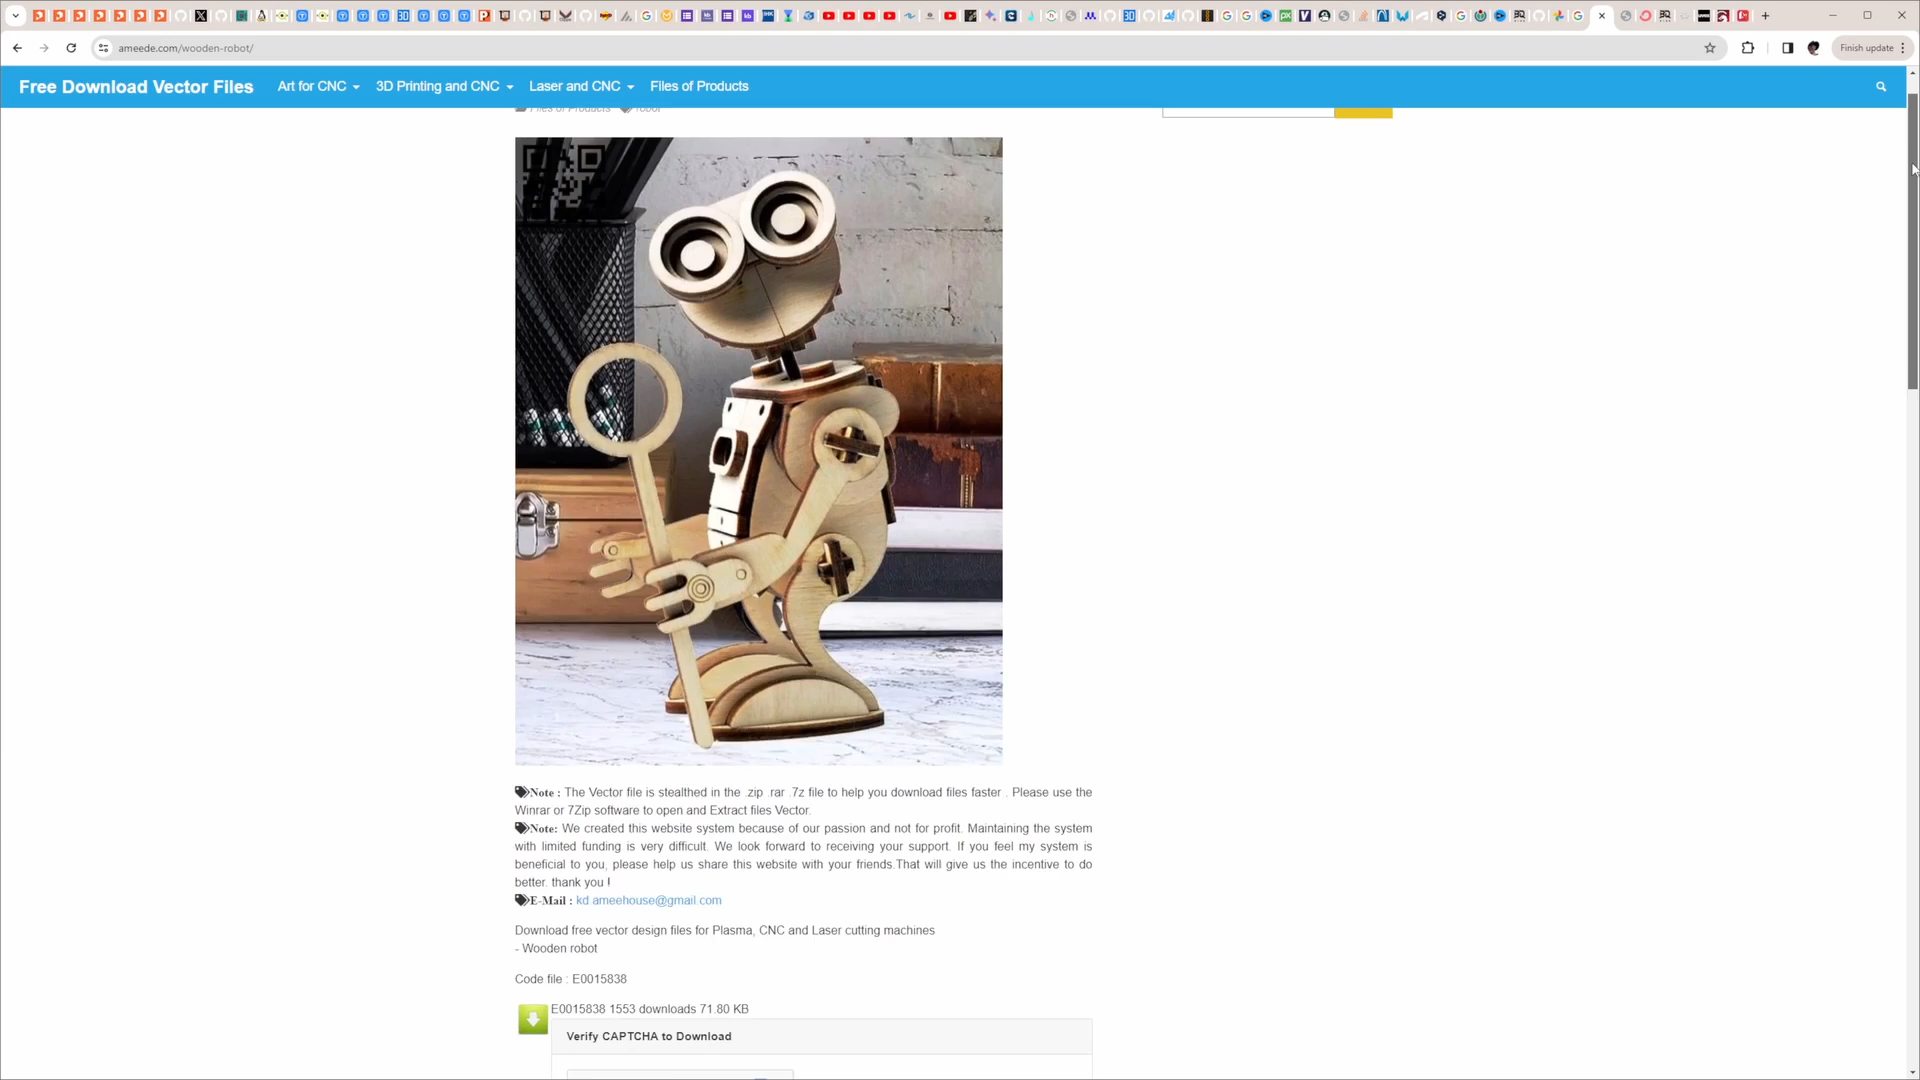 ameede.com/wooden-robot/
Finish update
Free Download Vector Files
Art for CNC
3D Printing and CNC
Laser and CNC
Files of Products
Files of Products
robot
Note : The Vector file is stealthed in the .zip .rar .7z file to help you download files faster . Please use the
Winrar or 7Zip software to open and Extract files Vector.
Note: We created this website system because of our passion and not for profit. Maintaining the system
with limited funding is very difficult. We look forward to receiving your support. If you feel my system is
beneficial to you, please help us share this website with your friends.That will give us the incentive to do
better. thank you !
E-Mail : kd ameehouse@gmail.com
Download free vector design files for Plasma, CNC and Laser cutting machines
- Wooden robot
Code file : E0015838
E0015838 1553 downloads 71.80 KB
Verify CAPTCHA to Download